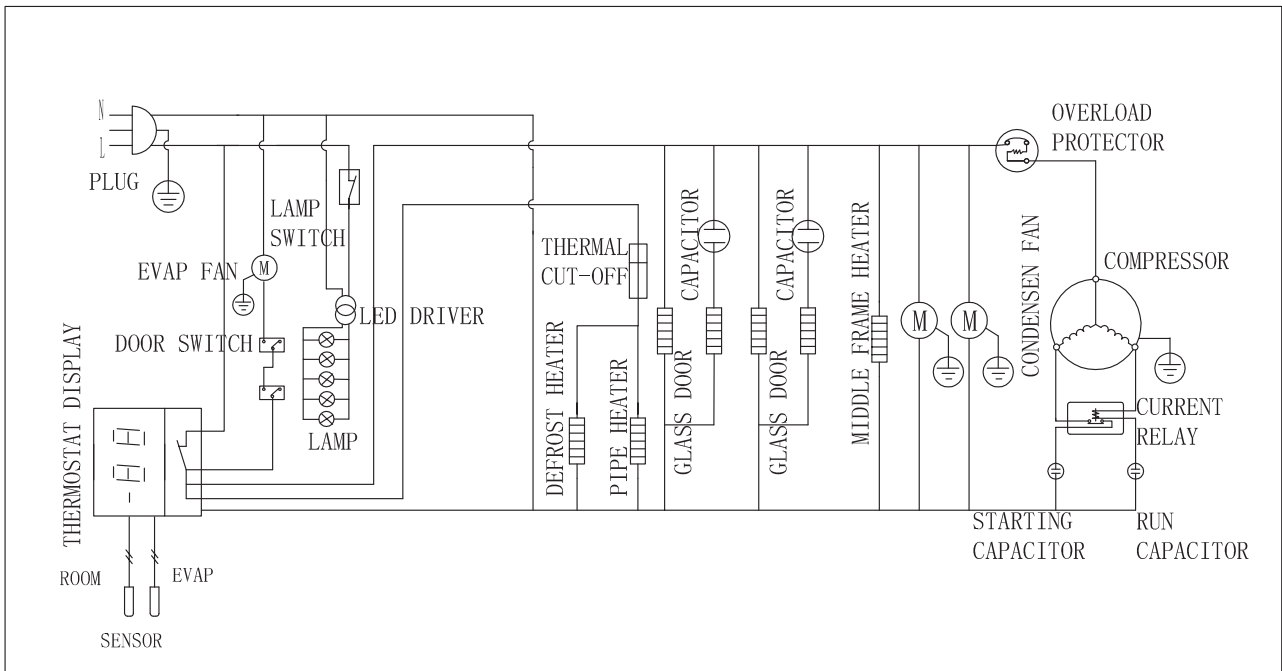 N
L
PLUG
OVERLOAD
PROTECTOR
LAMP
SWITCH
EVAP FAN
M
DOOR SWITCH
LED DRIVER
LAMP
THERMOSTAT DISPLAY
ROOM
EVAP
SENSOR
THERMAL
CUT-OFF
DEFROST HEATER
PIPE HEATER
CAPACITOR
GLASS DOOR
CAPACITOR
GLASS DOOR
MIDDLE FRAME HEATER
M
M
CONDENSEN FAN
COMPRESSOR
CURRENT
RELAY
STARTING
CAPACITOR
RUN
CAPACITOR